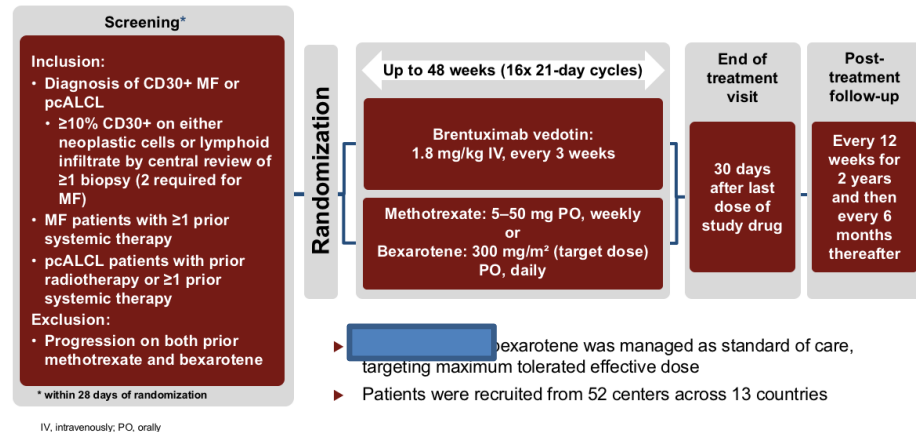 Screening*
Inclusion:
• Diagnosis of CD30+ MF or
pcALCL
• ≥10% CD30+ on either
neoplastic cells or lymphoid
infiltrate by central review of
≥1 biopsy (2 required for
MF)
• MF patients with ≥1 prior
systemic therapy
• pcALCL patients with prior
radiotherapy or ≥1 prior
systemic therapy
Exclusion:
• Progression on both prior
methotrexate and bexarotene
* within 28 days of randomization
Randomization
Up to 48 weeks (16x 21-day cycles)
Brentuximab vedotin:
1.8 mg/kg IV, every 3 weeks
Methotrexate: 5–50 mg PO, weekly
or
Bexarotene: 300 mg/m² (target dose)
PO, daily
End of
treatment
visit
30 days
after last
dose of
study drug
Post-
treatment
follow-up
Every 12
weeks for
2 years
and then
every 6
months
thereafter
bexarotene was managed as standard of care,
targeting maximum tolerated effective dose
Patients were recruited from 52 centers across 13 countries
IV, intravenously; PO, orally